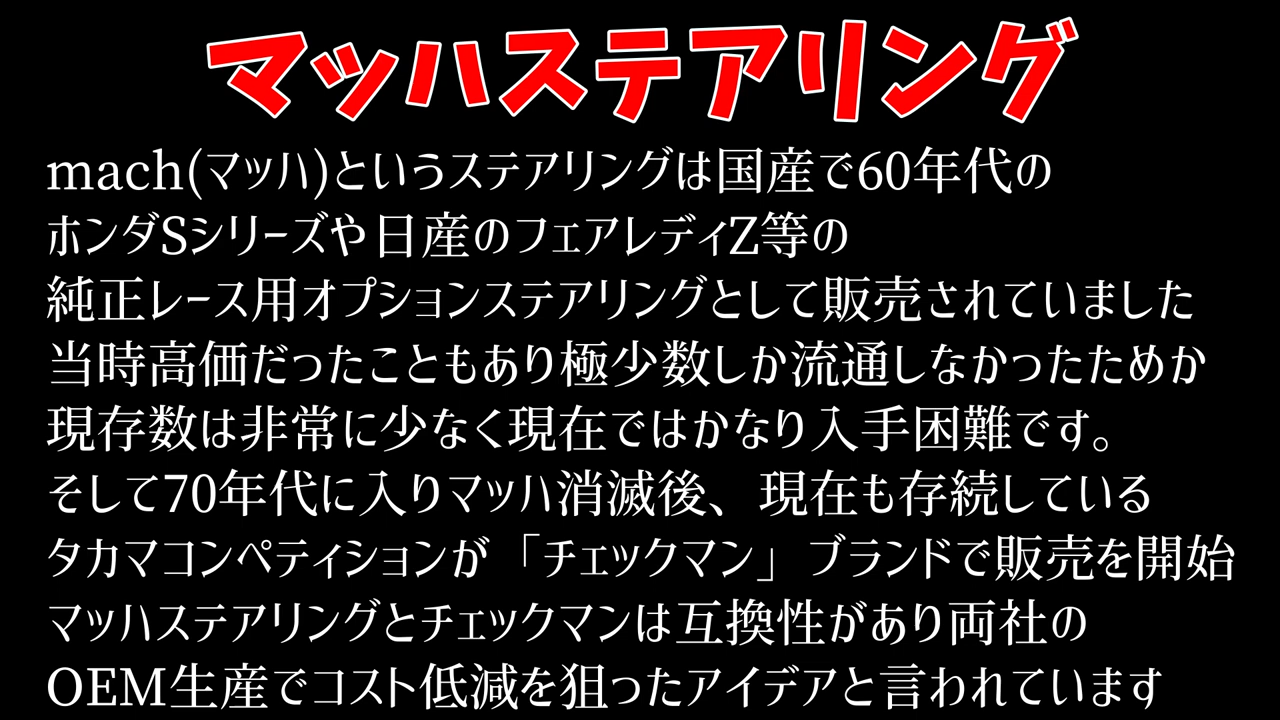 マッハステアリング
mach(マッハ)というステアリングは国産で60年代の
ホンダSシリーズや日産のフェアレディZ等の
純正レース用オプションステアリングとして販売されていました
当時高価だったこともあり極少数しか流通しなかったためか
現存数は非常に少なく現在ではかなり入手困難です。
そして70年代に入りマッハ消滅後、現在も存続している
タカマコンペティションが「チェックマン」ブランドで販売を開始
マッハステアリングとチェックマンは互換性があり両社の
OEM生産でコスト低減を狙ったアイデアと言われています